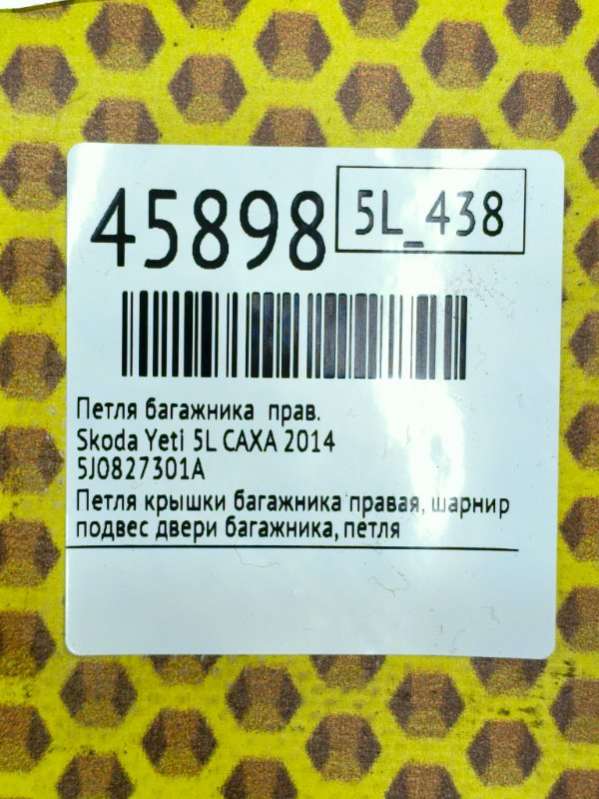 45898
5L_438
Петля багажника прав.
Skoda Yeti 5L CAXA 2014
5J0827301A
Петля крышки багажника правая, шарнир
подвес двери багажника, петля